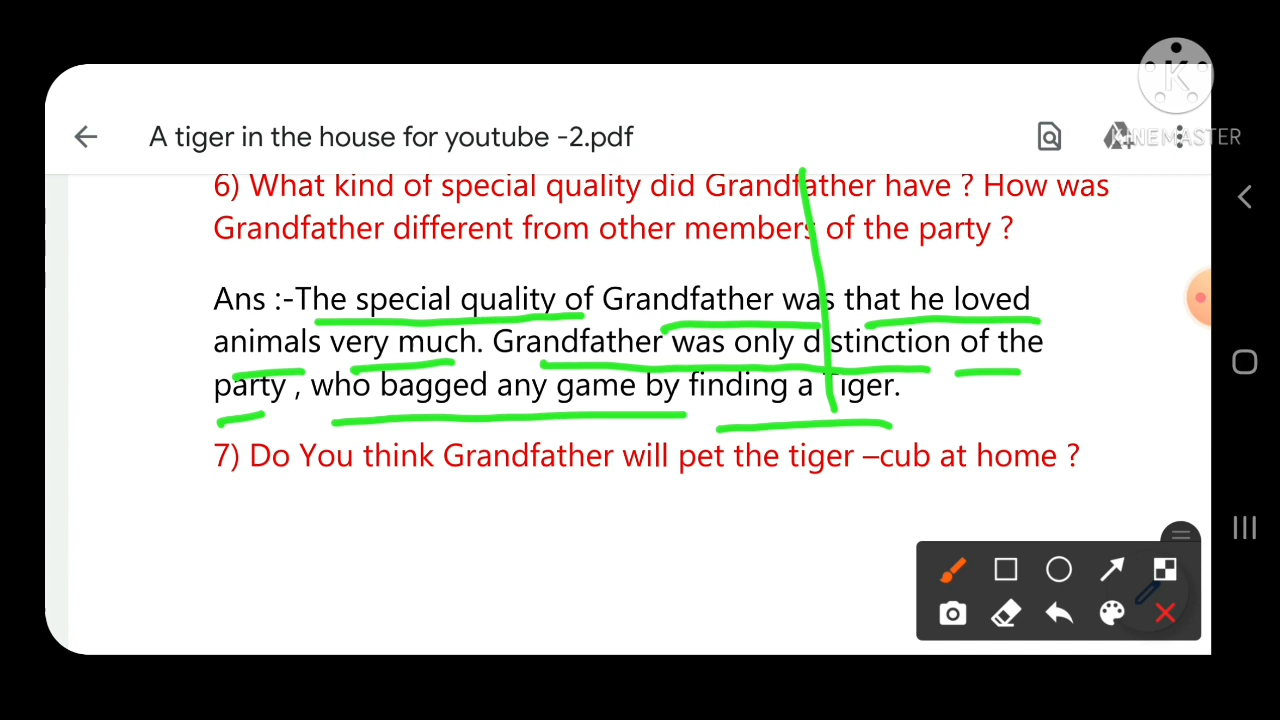 A tiger in the house for youtube -2.pdf
KINEMASTER
6) What kind of special quality did Grandfather have ? How was
Grandfather different from other members of the party ?
Ans :-The special quality of Grandfather was that he loved
animals very much. Grandfather was only distinction of the
party , who bagged any game by finding a Tiger.
7) Do You think Grandfather will pet the tiger –cub at home ?